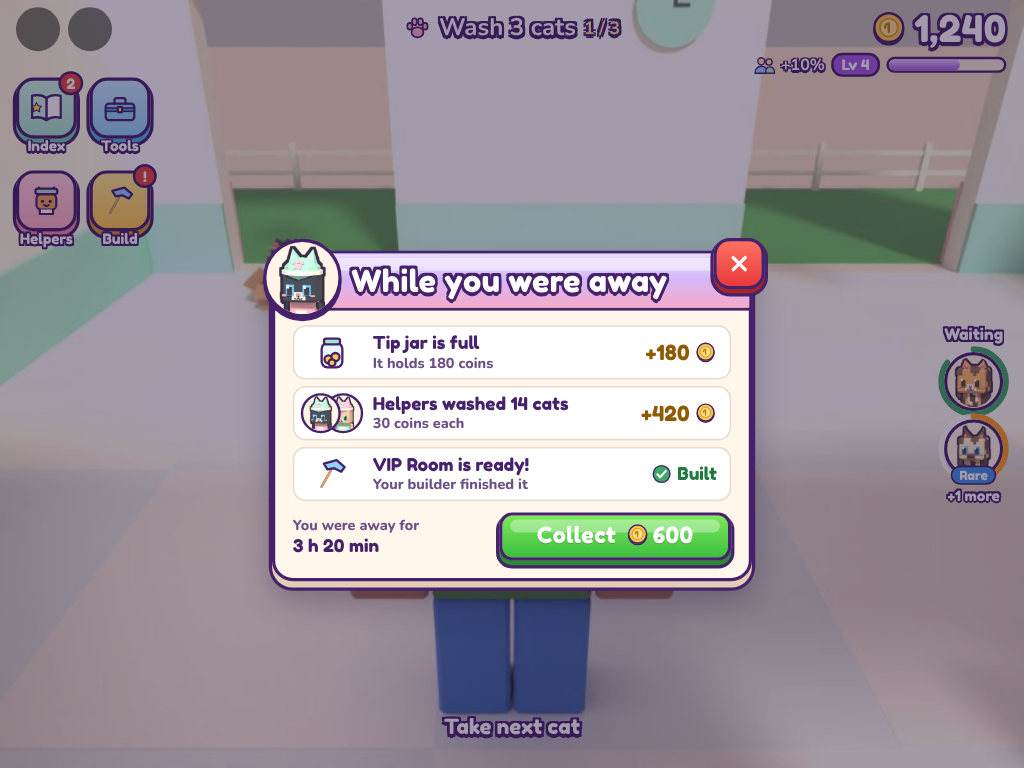 Wash 3 cats 1/3
1,240
+10% Lv 4
2
Index
Tools
!
Helpers
Build
While you were away
Tip jar is full
It holds 180 coins
+180
Helpers washed 14 cats
30 coins each
+420
VIP Room is ready!
Your builder finished it
Built
You were away for
3 h 20 min
Collect 600
Waiting
Rare
+1 more
Take next cat